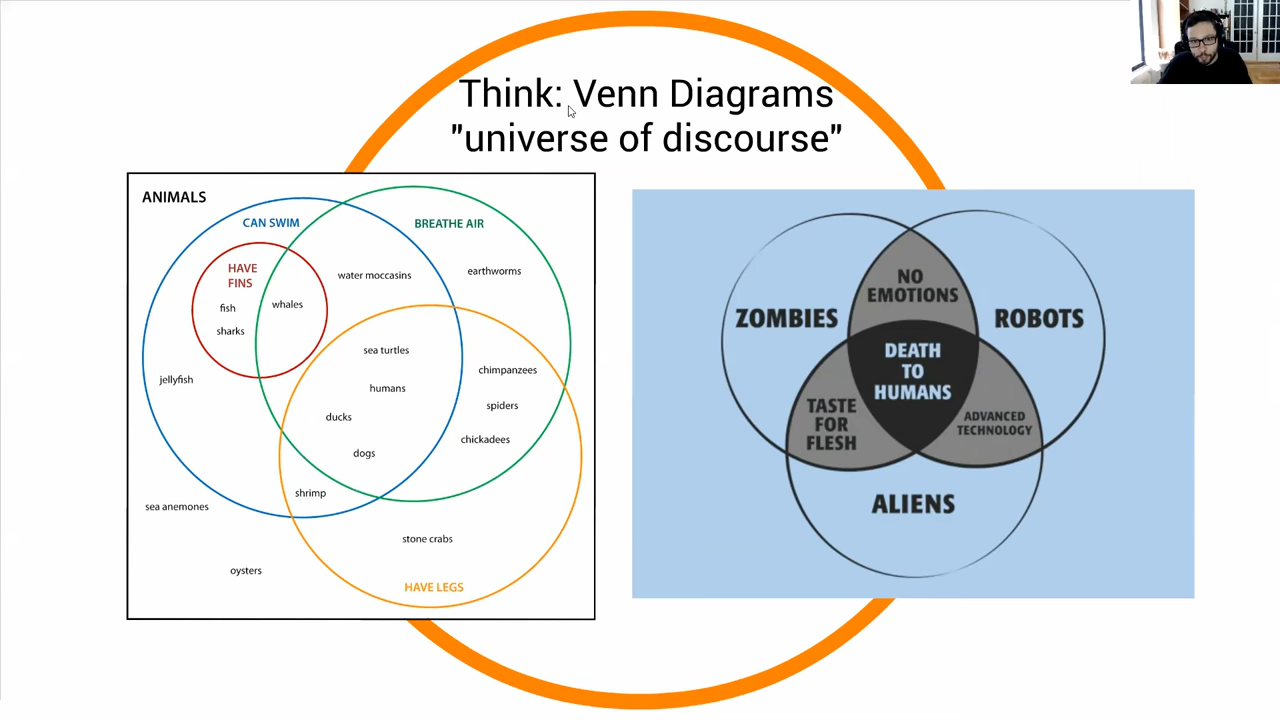 Think: Venn Diagrams
"universe of discourse"
ANIMALS
CAN SWIM
BREATHE AIR
HAVE
FINS
fish
sharks
whales
water moccasins
earthworms
jellyfish
sea turtles
humans
ducks
dogs
chimpanzees
spiders
chickadees
shrimp
sea anemones
stone crabs
oysters
HAVE LEGS
ZOMBIES
NO
EMOTIONS
ROBOTS
DEATH
TO
HUMANS
TASTE
FOR
FLESH
ADVANCED
TECHNOLOGY
ALIENS